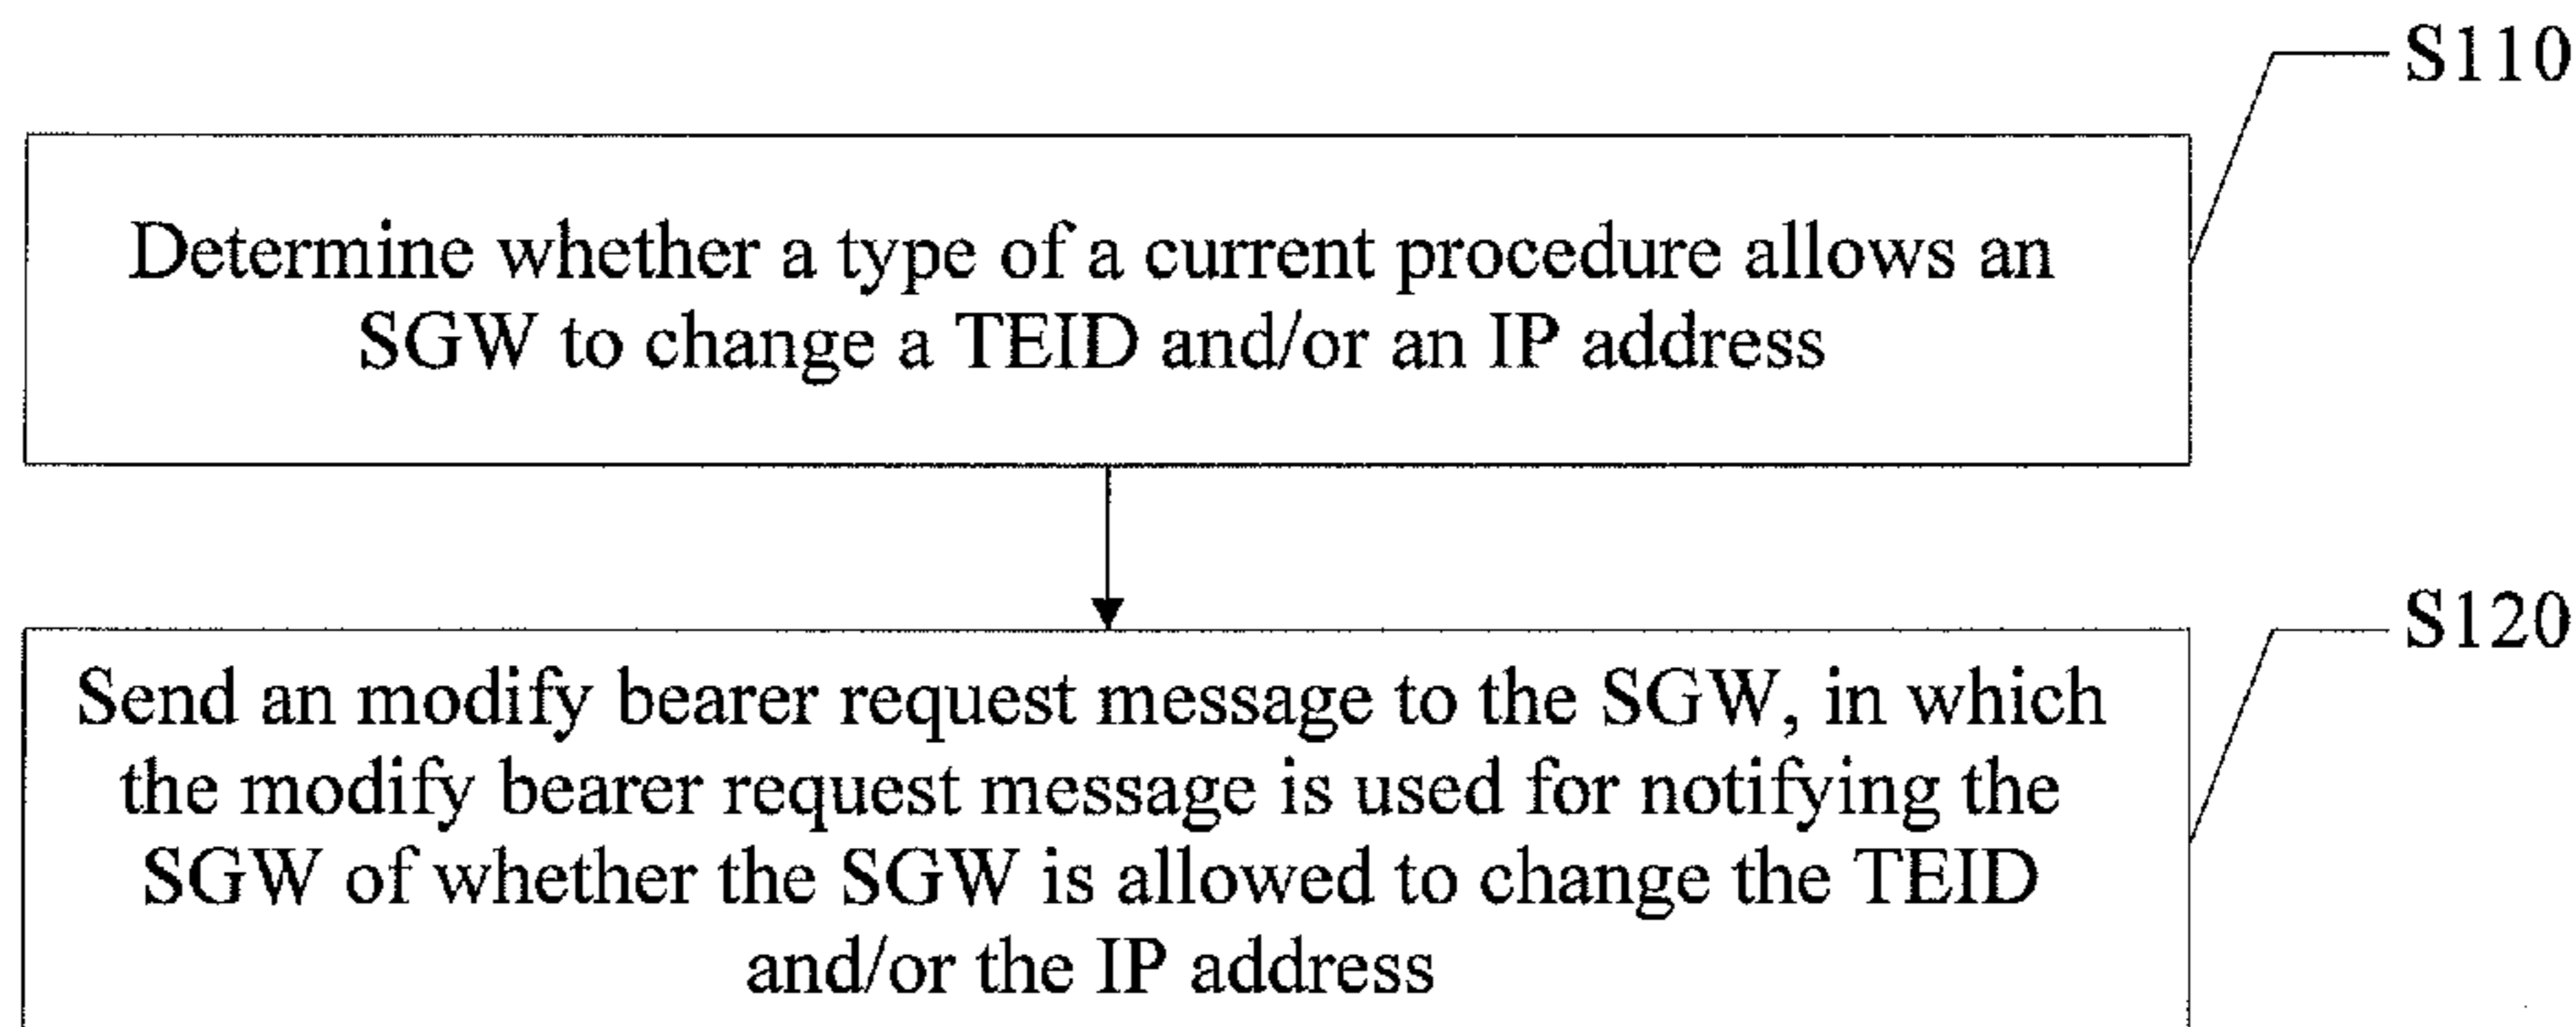 S110
Determine whether a type of a current procedure allows an
SGW to change a TEID and/or an IP address
S120
Send an modify bearer request message to the SGW, in which
the modify bearer request message is used for notifying the
SGW of whether the SGW is allowed to change the TEID
and/or the IP address